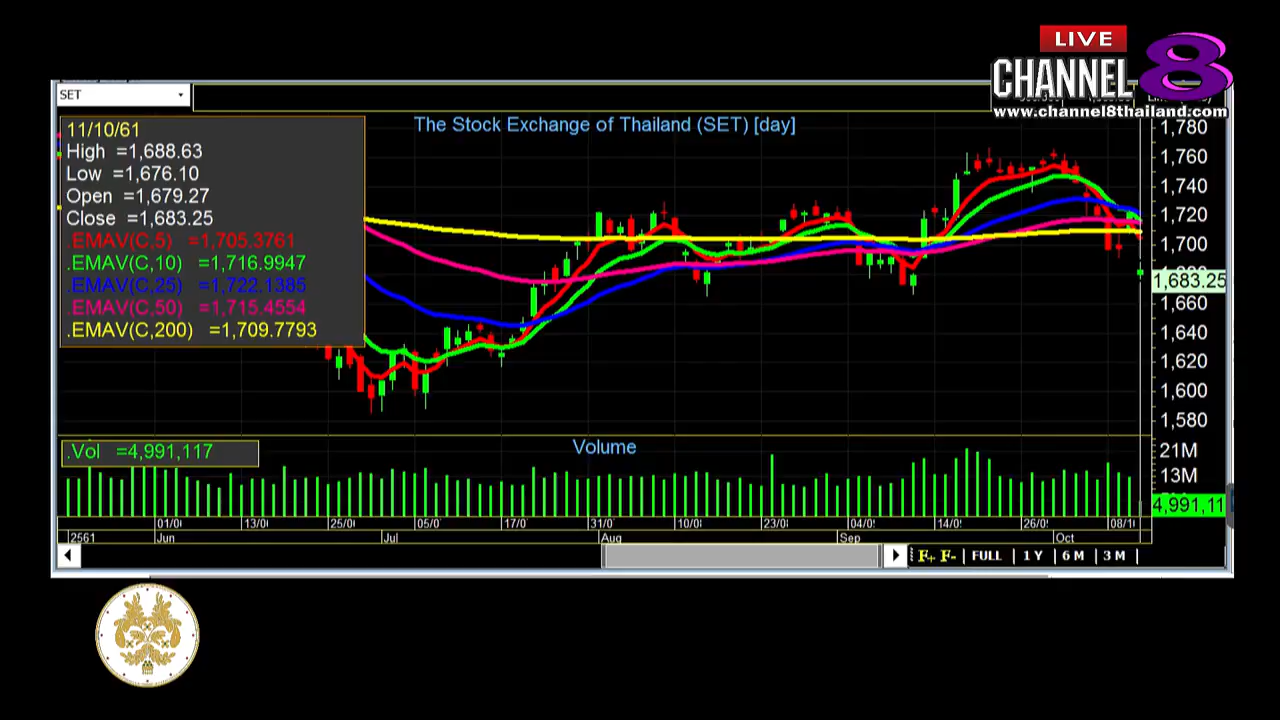 LIVE
CHANNEL 8
www.channel8thailand.com
SET
The Stock Exchange of Thailand (SET) [day]
11/10/61
High =1,688.63
Low =1,676.10
Open =1,679.27
Close =1,683.25
.EMAV(C,5) =1,705.3761
.EMAV(C,10) =1,716.9947
.EMAV(C,25) =1,722.1385
.EMAV(C,50) =1,715.4554
.EMAV(C,200) =1,709.7793
1,780
1,760
1,740
1,720
1,700
1,683.25
1,660
1,640
1,620
1,600
1,580
.Vol =4,991,117
Volume
21M
13M
4,991,11
01/0 13/0 25/0 05/0 17/0 31/0 10/0 23/0 04/0 14/0 26/0 08/1
2561 Jun Jul Aug Sep Oct
F+ F- FULL 1 Y 6 M 3 M